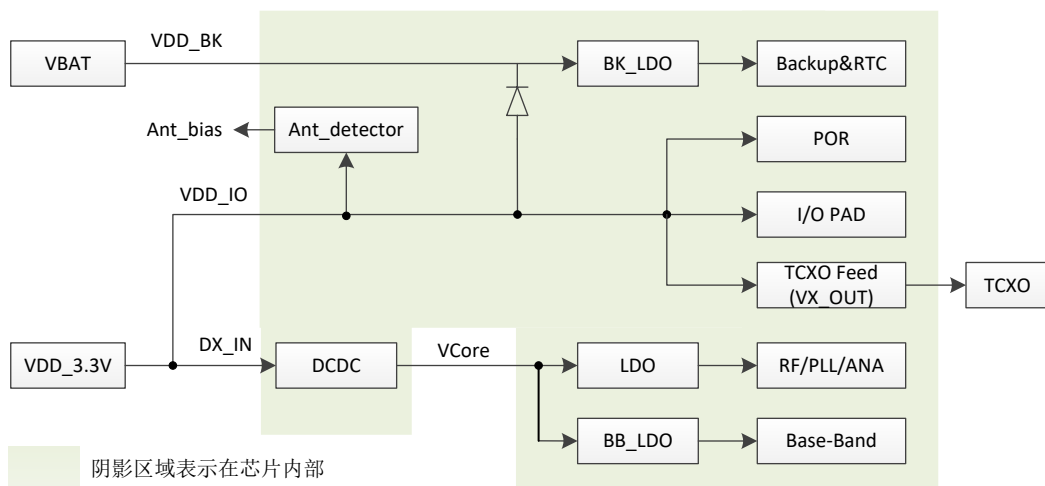 VDD_BK
VBAT
BK_LDO
Backup&RTC
Ant_bias
Ant_detector
POR
VDD_IO
I/O PAD
TCXO Feed
(VX_OUT)
TCXO
VDD_3.3V
DX_IN
DCDC
VCore
LDO
RF/PLL/ANA
BB_LDO
Base-Band
阴影区域表示在芯片内部